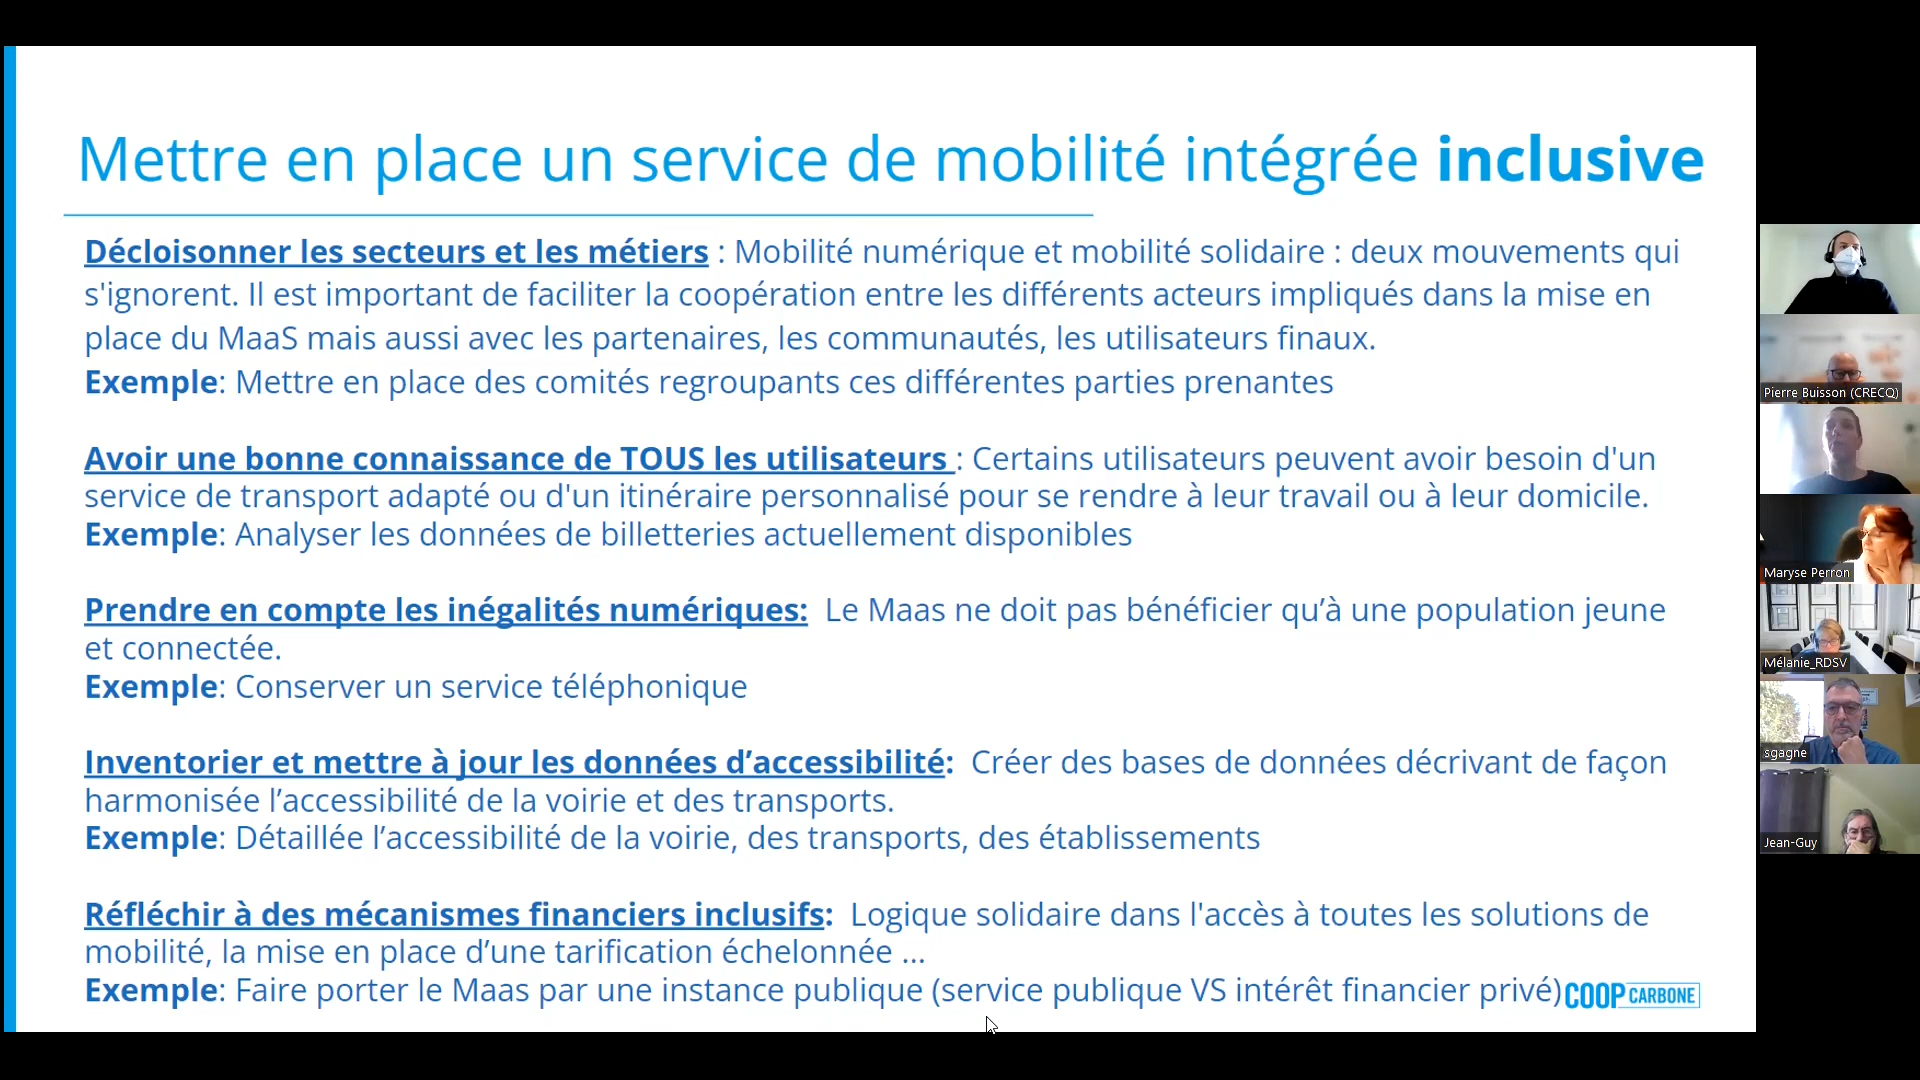 Mettre en place un service de mobilité intégrée inclusive
Décloisonner les secteurs et les métiers : Mobilité numérique et mobilité solidaire : deux mouvements qui
s'ignorent. Il est important de faciliter la coopération entre les différents acteurs impliqués dans la mise en
place du MaaS mais aussi avec les partenaires, les communautés, les utilisateurs finaux.
Exemple: Mettre en place des comités regroupants ces différentes parties prenantes
Avoir une bonne connaissance de TOUS les utilisateurs : Certains utilisateurs peuvent avoir besoin d'un
service de transport adapté ou d'un itinéraire personnalisé pour se rendre à leur travail ou à leur domicile.
Exemple: Analyser les données de billetteries actuellement disponibles
Prendre en compte les inégalités numériques: Le Maas ne doit pas bénéficier qu’à une population jeune
et connectée.
Exemple: Conserver un service téléphonique
Inventorier et mettre à jour les données d’accessibilité: Créer des bases de données décrivant de façon
harmonisée l’accessibilité de la voirie et des transports.
Exemple: Détaillée l’accessibilité de la voirie, des transports, des établissements
Réfléchir à des mécanismes financiers inclusifs: Logique solidaire dans l'accès à toutes les solutions de
mobilité, la mise en place d’une tarification échelonnée ...
Exemple: Faire porter le Maas par une instance publique (service publique VS intérêt financier privé)
COOP CARBONE
Pierre Buisson (CRECQ)
Maryse Perron
Mélanie_RDSV
sgagne
Jean-Guy